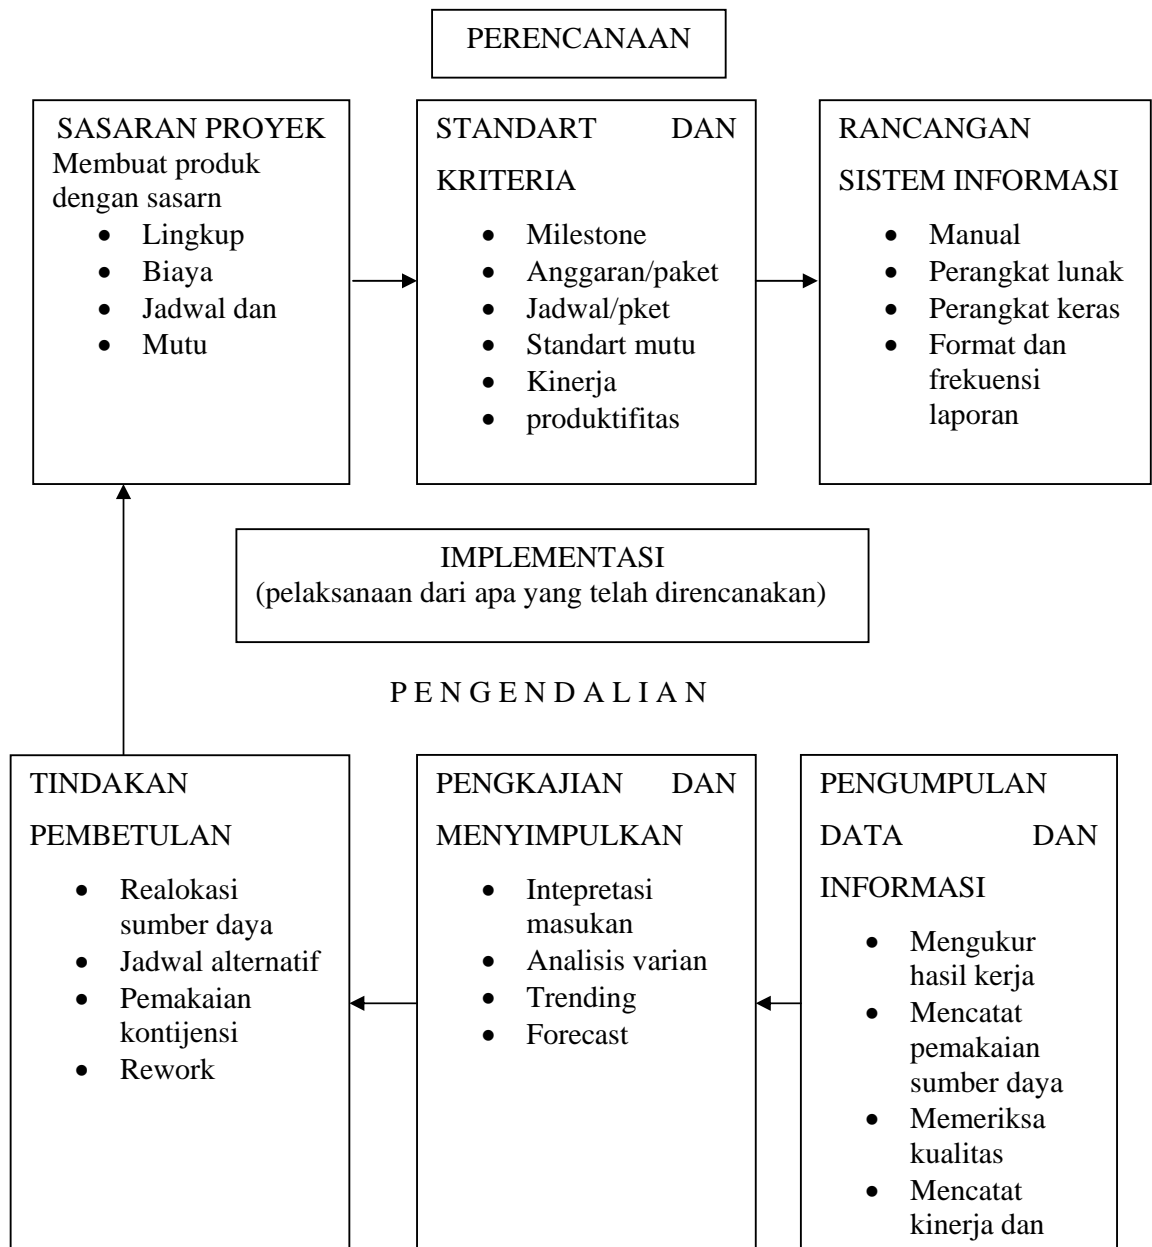 PERENCANAAN
SASARAN PROYEK
Membuat produk
dengan sasarn
• Lingkup
• Biaya
• Jadwal dan
• Mutu
STANDART DAN
KRITERIA
• Milestone
• Anggaran/paket
• Jadwal/pket
• Standart mutu
• Kinerja
• produktifitas
RANCANGAN
SISTEM INFORMASI
• Manual
• Perangkat lunak
• Perangkat keras
• Format dan
frekuensi
laporan
IMPLEMENTASI
(pelaksanaan dari apa yang telah direncanakan)
P E N G E N D A L I A N
TINDAKAN
PEMBETULAN
• Realokasi
sumber daya
• Jadwal alternatif
• Pemakaian
kontijensi
• Rework
PENGKAJIAN DAN
MENYIMPULKAN
• Intepretasi
masukan
• Analisis varian
• Trending
• Forecast
PENGUMPULAN
DATA DAN
INFORMASI
• Mengukur
hasil kerja
• Mencatat
pemakaian
sumber daya
• Memeriksa
kualitas
• Mencatat
kinerja dan